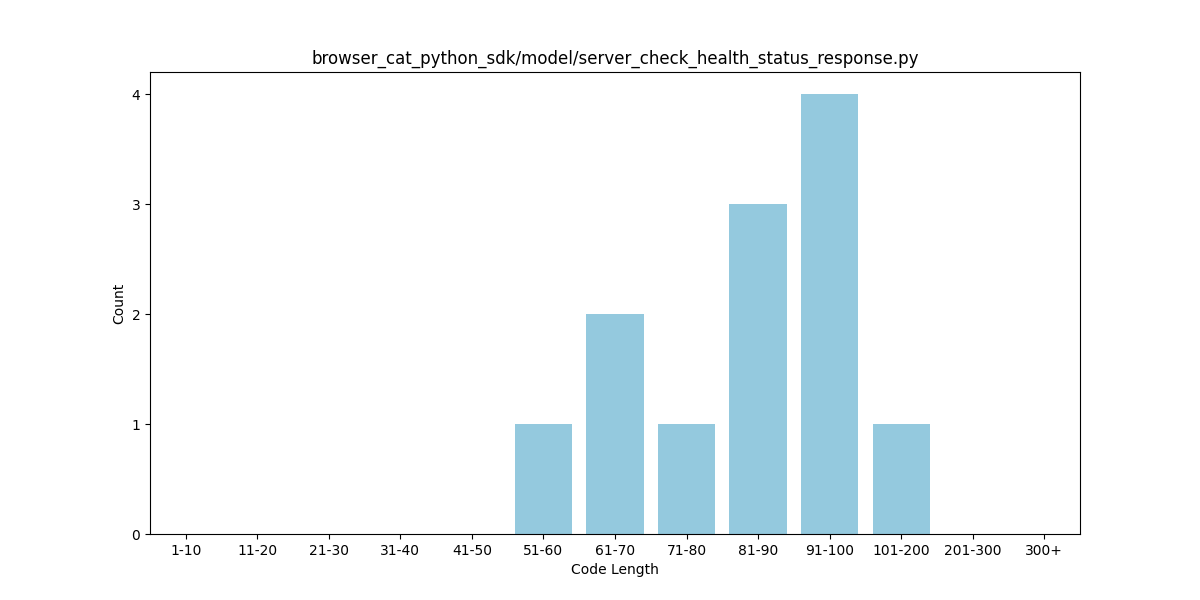 browser_cat_python_sdk/model/server_check_health_status_response.py
4
3
2
1
0
Count
1-10 11-20 21-30 31-40 41-50 51-60 61-70 71-80 81-90 91-100 101-200 201-300 300+
Code Length